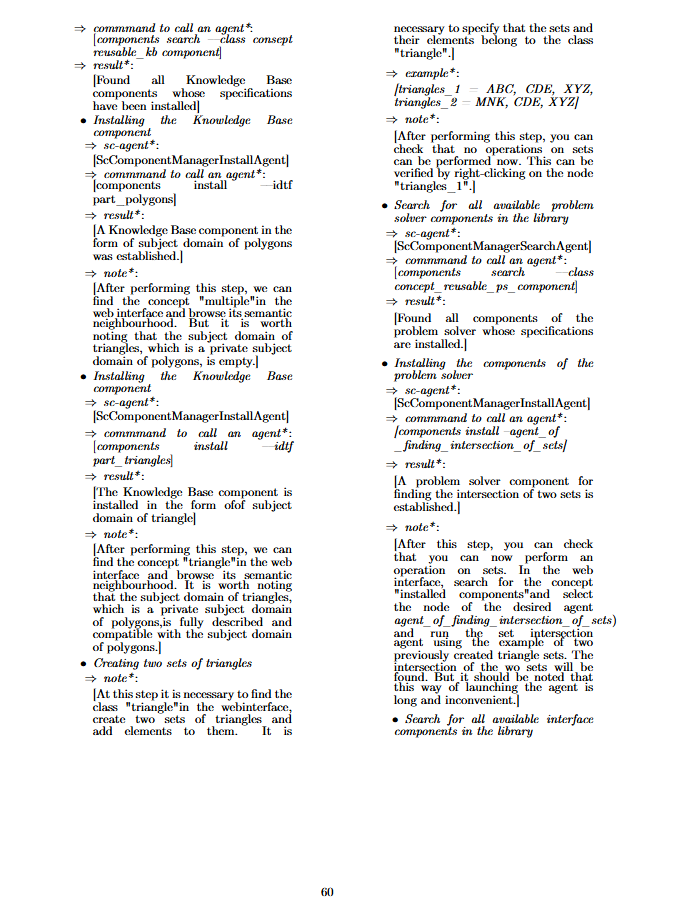 ⇒ commmand to call an agent*:
[components search —class consept
reusable_kb component]
⇒ result*:
[Found all Knowledge Base
components whose specifications
have been installed]
• Installing the Knowledge Base
component
⇒ sc-agent*:
[ScComponentManagerInstallAgent]
⇒ commmand to call an agent*:
[components install —idtf
part_polygons]
⇒ result*:
[A Knowledge Base component in the
form of subject domain of polygons
was established.]
⇒ note*:
[After performing this step, we can
find the concept "multiple"in the
web interface and browse its semantic
neighbourhood. But it is worth
noting that the subject domain of
triangles, which is a private subject
domain of polygons, is empty.]
• Installing the Knowledge Base
component
⇒ sc-agent*:
[ScComponentManagerInstallAgent]
⇒ commmand to call an agent*:
[components install —idtf
part_triangles]
⇒ result*:
[The Knowledge Base component is
installed in the form ofof subject
domain of triangle]
⇒ note*:
[After performing this step, we can
find the concept "triangle"in the web
interface and browse its semantic
neighbourhood. It is worth noting
that the subject domain of triangles,
which is a private subject domain
of polygons,is fully described and
compatible with the subject domain
of polygons.]
• Creating two sets of triangles
⇒ note*:
[At this step it is necessary to find the
class "triangle"in the webinterface,
create two sets of triangles and
add elements to them. It is
necessary to specify that the sets and
their elements belong to the class
"triangle".]
⇒ example*:
[triangles_1 = ABC, CDE, XYZ,
triangles_2 = MNK, CDE, XYZ]
⇒ note*:
[After performing this step, you can
check that no operations on sets
can be performed now. This can be
verified by right-clicking on the node
"triangles_1".]
• Search for all available problem
solver components in the library
⇒ sc-agent*:
[ScComponentManagerSearchAgent]
⇒ commmand to call an agent*:
[components search —class
concept_reusable_ps_component]
⇒ result*:
[Found all components of the
problem solver whose specifications
are installed.]
• Installing the components of the
problem solver
⇒ sc-agent*:
[ScComponentManagerInstallAgent]
⇒ commmand to call an agent*:
[components install –agent_of
_finding_intersection_of_sets]
⇒ result*:
[A problem solver component for
finding the intersection of two sets is
established.]
⇒ note*:
[After this step, you can check
that you can now perform an
operation on sets. In the web
interface, search for the concept
"installed components"and select
the node of the desired agent
agent_of_finding_intersection_of_sets)
and run the set intersection
agent using the example of two
previously created triangle sets. The
intersection of the wo sets will be
found. But it should be noted that
this way of launching the agent is
long and inconvenient.]
• Search for all available interface
components in the library
60